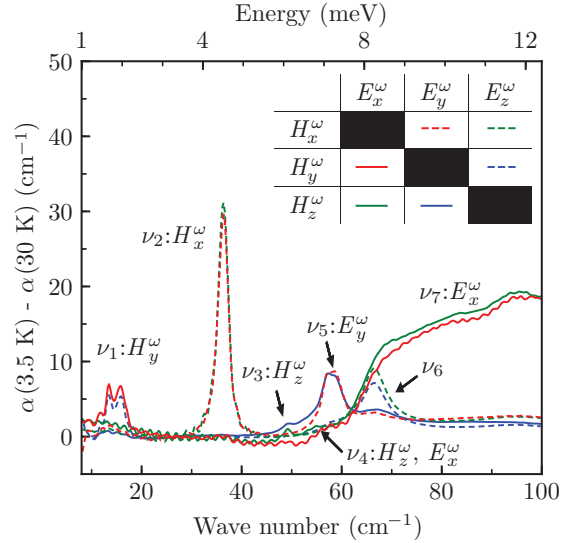 Energy (meV)
1 4 8 12
E_x^ω E_y^ω E_z^ω
H_x^ω
H_y^ω
H_z^ω
α(3.5 K) - α(30 K) (cm⁻¹)
50
40
30
20
10
0
ν₁:H_y^ω
ν₂:H_x^ω
ν₃:H_z^ω
ν₅:E_y^ω
ν₇:E_x^ω
ν₆
ν₄:H_z^ω, E_x^ω
20 40 60 80 100
Wave number (cm⁻¹)